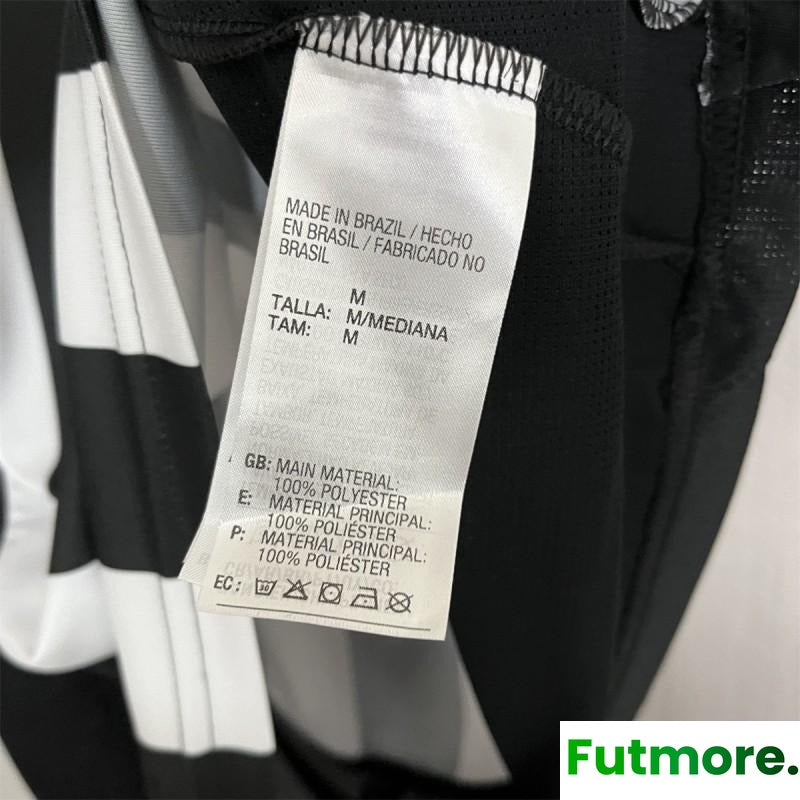 MADE IN BRAZIL / HECHO
EN BRASIL / FABRICADO NO
BRASIL
M
TALLA: M/MEDIANA
TAM: M
GB: MAIN MATERIAL:
100% POLYESTER
E: MATERIAL PRINCIPAL:
100% POLIÉSTER
P: MATERIAL PRINCIPAL:
100% POLIÉSTER
EC: 30
Futmore.